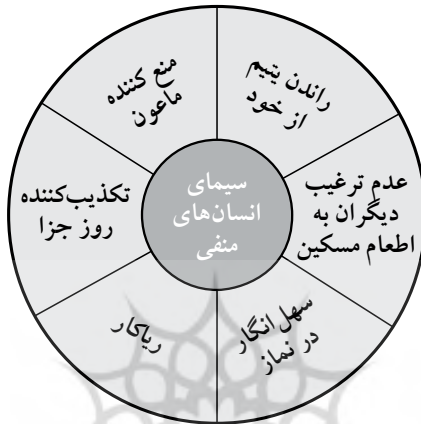 سیمای
انسان‌های
منفی
راندن یتیم
از خود
عدم ترغیب
دیگران به
اطعام مسکین
سهل انگار
در نماز
ریاکار
تکذیب‌کننده
روز جزا
منع کننده
ماعون